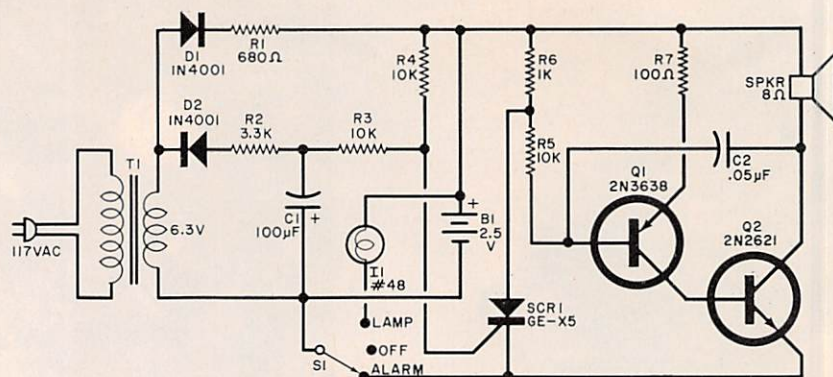 D1
1N4001
R1
680Ω
R4
10K
R6
1K
R7
100Ω
SPKR
8Ω
D2
1N4001
R2
3.3K
R3
10K
R5
10K
T1
C2
.05µF
Q1
2N3638
Q2
2N2621
117VAC
6.3V
C1
100µF
+
+
B1
2.5
V
I1
#48
SCR1
GE-X5
LAMP
OFF
S1
ALARM